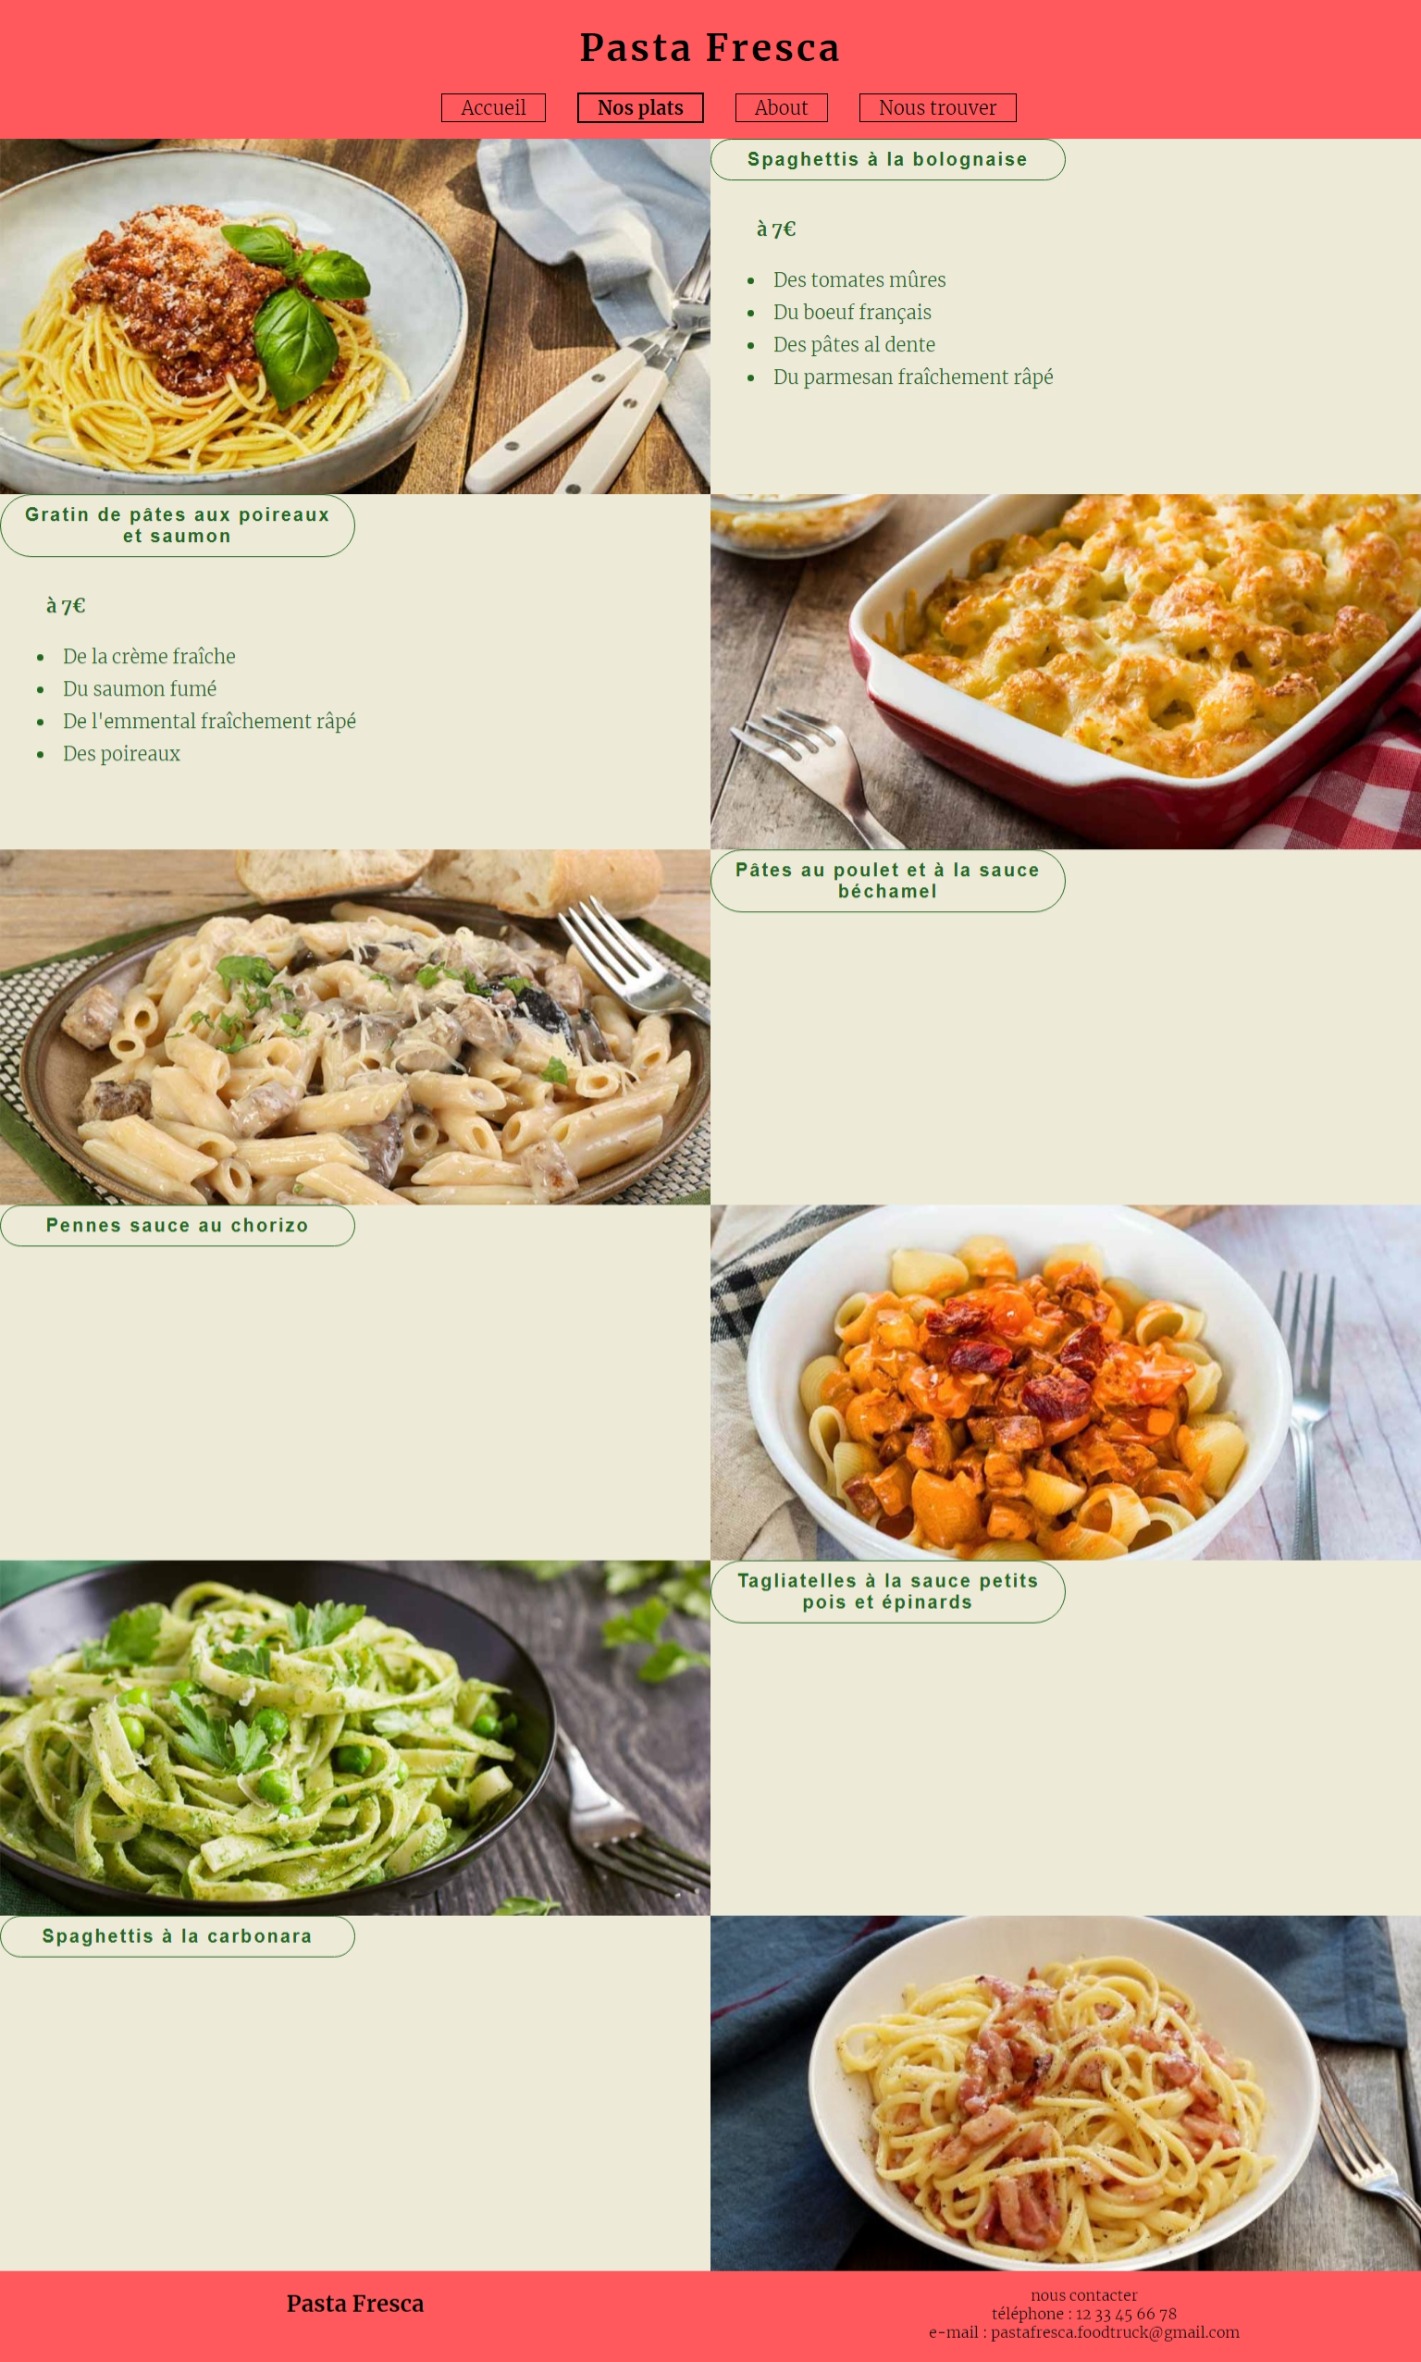 Pasta Fresca
Accueil Nos plats About Nous trouver
Spaghettis à la bolognaise
à 7€
Des tomates mûres
Du boeuf français
Des pâtes al dente
Du parmesan fraîchement râpé
Gratin de pâtes aux poireaux
et saumon
à 7€
De la crème fraîche
Du saumon fumé
De l'emmental fraîchement râpé
Des poireaux
Pâtes au poulet et à la sauce
béchamel
Pennes sauce au chorizo
Tagliatelles à la sauce petits
pois et épinards
Spaghettis à la carbonara
Pasta Fresca
nous contacter
téléphone : 12 33 45 66 78
e-mail : pastafresca.foodtruck@gmail.com